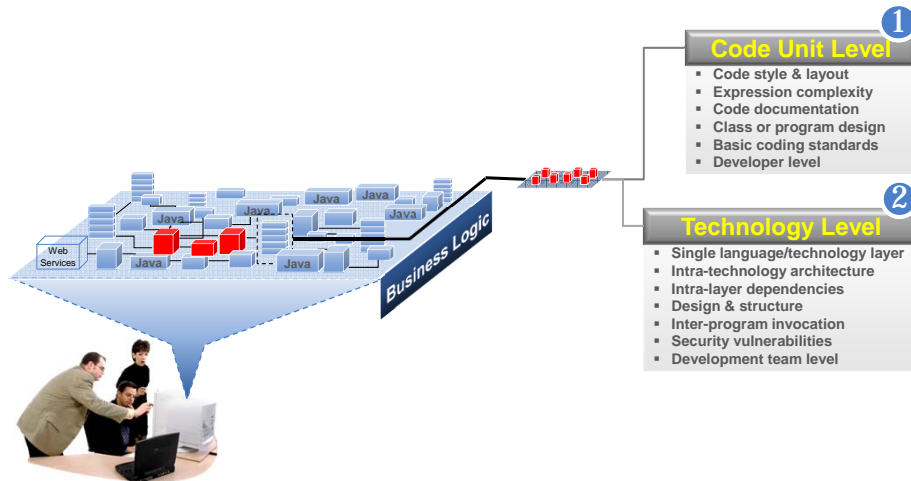 1
Code Unit Level
▪ Code style & layout
▪ Expression complexity
▪ Code documentation
▪ Class or program design
▪ Basic coding standards
▪ Developer level
2
Technology Level
▪ Single language/technology layer
▪ Intra-technology architecture
▪ Intra-layer dependencies
▪ Design & structure
▪ Inter-program invocation
▪ Security vulnerabilities
▪ Development team level
Java
Java
Java
Java
Java
Web
Services
Java
Java
Business Logic